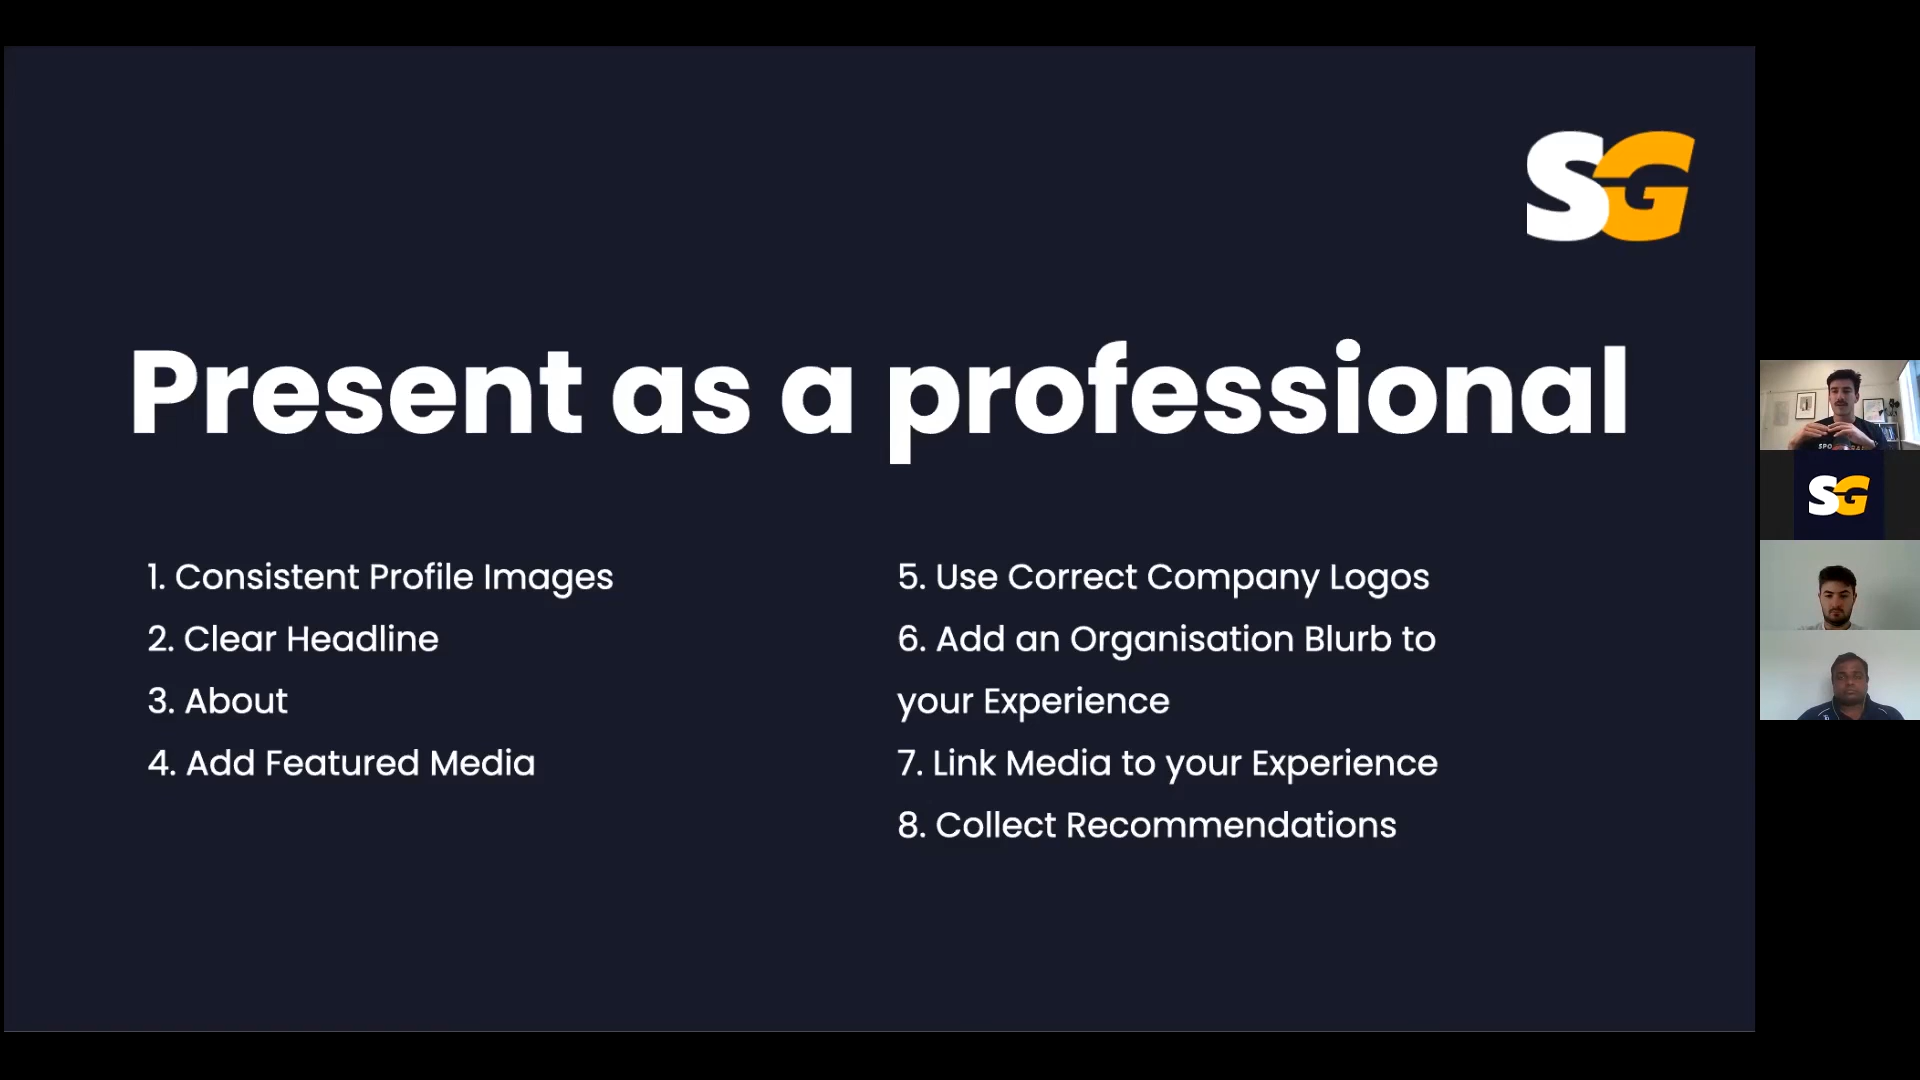 SG
Present as a professional
1. Consistent Profile Images
2. Clear Headline
3. About
4. Add Featured Media
5. Use Correct Company Logos
6. Add an Organisation Blurb to
your Experience
7. Link Media to your Experience
8. Collect Recommendations
SG